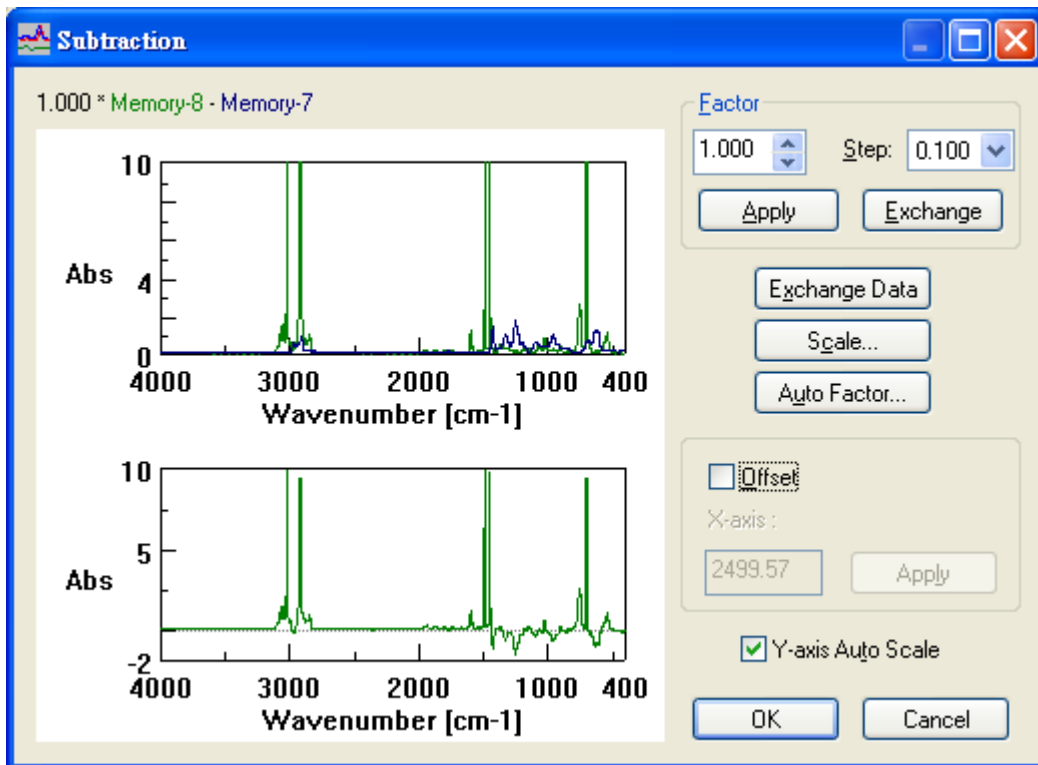 Subtraction
1.000 * Memory-8 - Memory-7
10
Abs
4
0
4000 3000 2000 1000 400
Wavenumber [cm-1]
10
5
Abs
-2
4000 3000 2000 1000 400
Wavenumber [cm-1]
Factor
1.000 Step: 0.100
Apply Exchange
Exchange Data
Scale...
Auto Factor...
Offset
X-axis :
2499.57 Apply
Y-axis Auto Scale
OK Cancel